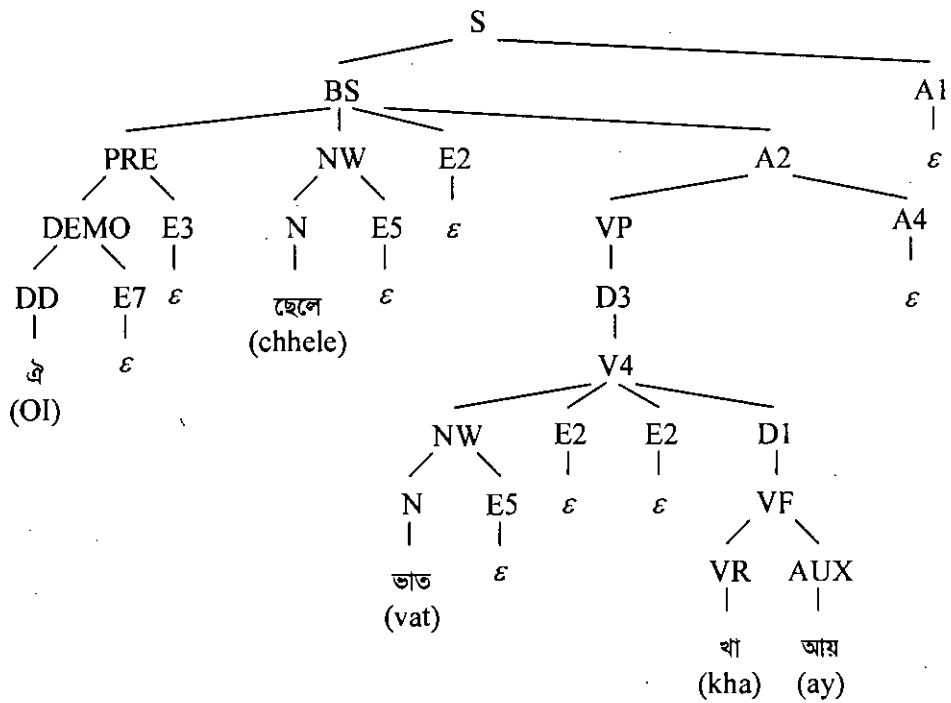 S
BS A1
PRE NW E2 A2 ε
DEMO E3 N E5 ε VP A4
DD E7 ε ছেলে ε D3 ε
(chhele)
ঐ ε V4
(OI)
NW E2 E2 D1
N E5 ε ε VF
ভাত ε VR AUX
(vat)
খা আয়
(kha) (ay)